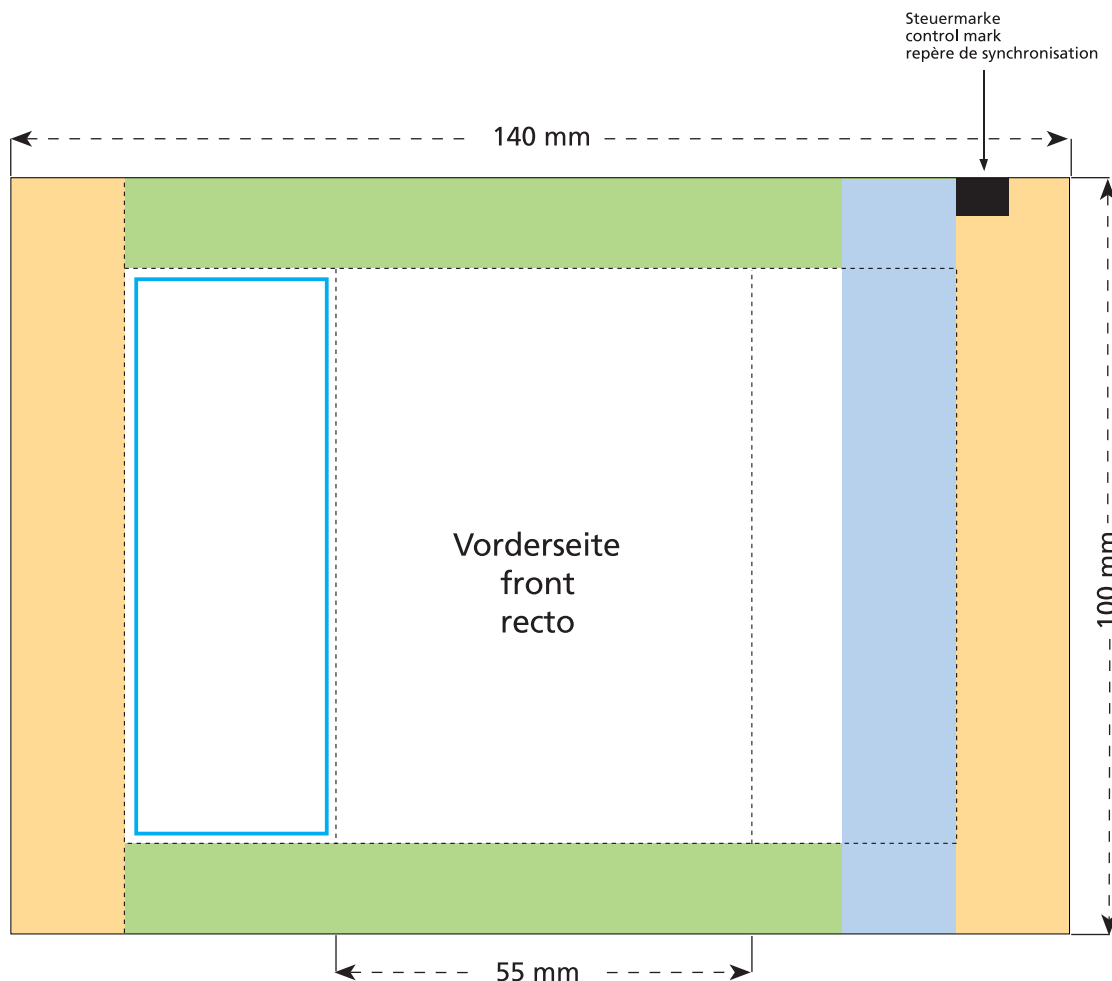 Steuermarke
control mark
repère de synchronisation
140 mm
Vorderseite
front
recto
100 mm
55 mm